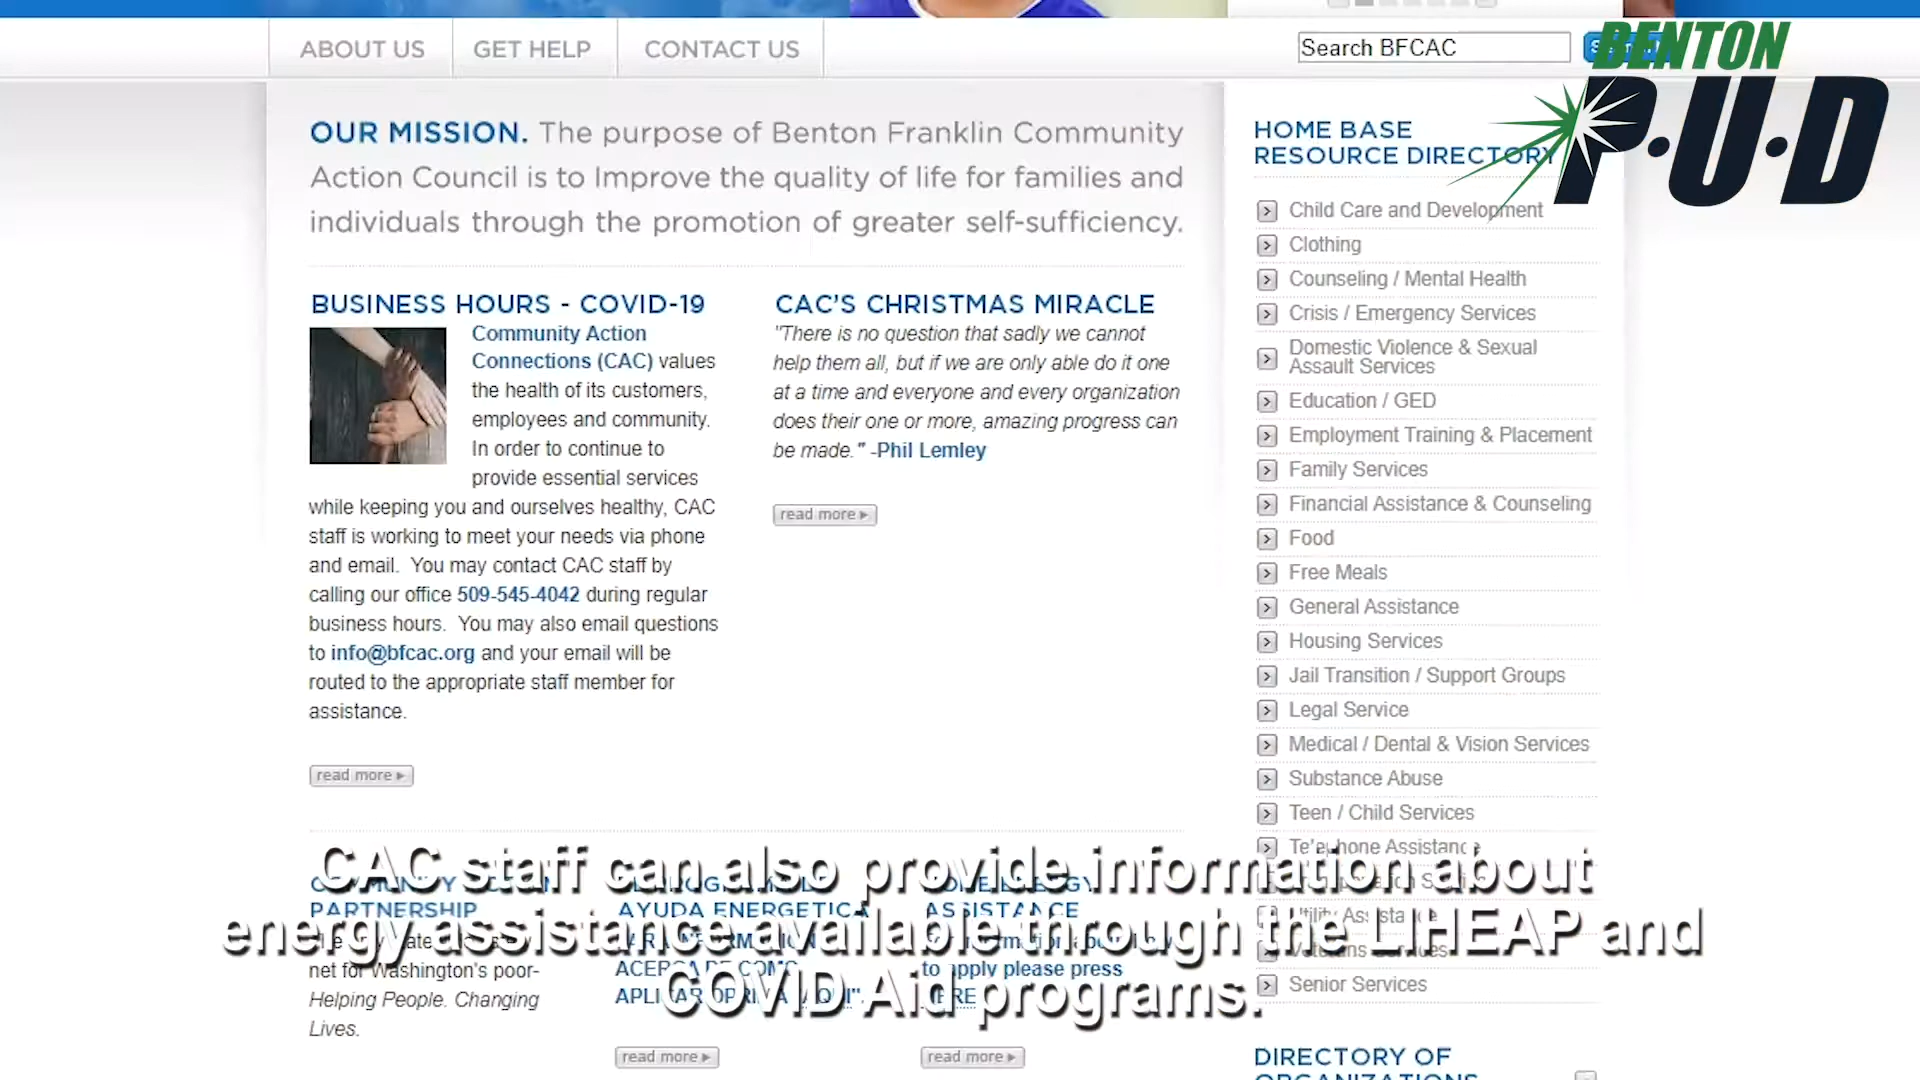 ABOUT US
GET HELP
CONTACT US
Search BFCAC
BENTON
P·U·D
OUR MISSION. The purpose of Benton Franklin Community
Action Council is to Improve the quality of life for families and
individuals through the promotion of greater self-sufficiency.
BUSINESS HOURS - COVID-19
Community Action
Connections (CAC) values
the health of its customers,
employees and community.
In order to continue to
provide essential services
while keeping you and ourselves healthy, CAC
staff is working to meet your needs via phone
and email. You may contact CAC staff by
calling our office 509-545-4042 during regular
business hours. You may also email questions
to info@bfcac.org and your email will be
routed to the appropriate staff member for
assistance.
read more
CAC'S CHRISTMAS MIRACLE
"There is no question that sadly we cannot
help them all, but if we are only able do it one
at a time and everyone and every organization
does their one or more, amazing progress can
be made." -Phil Lemley
read more
HOME BASE
RESOURCE DIRECTORY
Child Care and Development
Clothing
Counseling / Mental Health
Crisis / Emergency Services
Domestic Violence & Sexual
Assault Services
Education / GED
Employment Training & Placement
Family Services
Financial Assistance & Counseling
Food
Free Meals
General Assistance
Housing Services
Jail Transition / Support Groups
Legal Service
Medical / Dental & Vision Services
Substance Abuse
Teen / Child Services
Telephone Assistance
Utility Assistance
Veterans Services
Senior Services
DIRECTORY OF
ORGANIZATIONS
PARTNERSHIP
net for Washington's poor-
Helping People. Changing
Lives.
AYUDA ENERGETICA
ACERCA DE COMO
read more
ASSISTANCE
to apply please press
HERE
read more
CAC staff can also provide information about
energy assistance available through the LIHEAP and
COVID Aid programs.